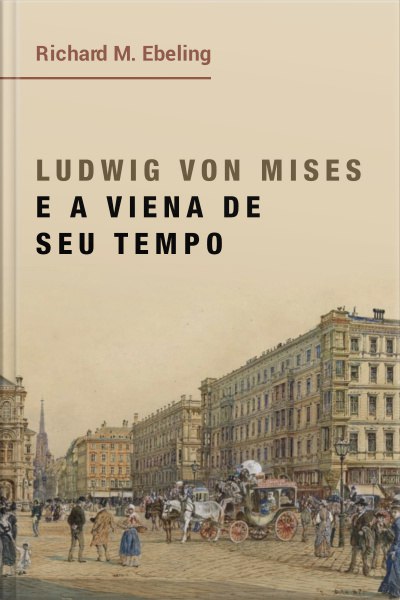 Richard M. Ebeling
LUDWIG VON MISES
E A VIENA DE
SEU TEMPO